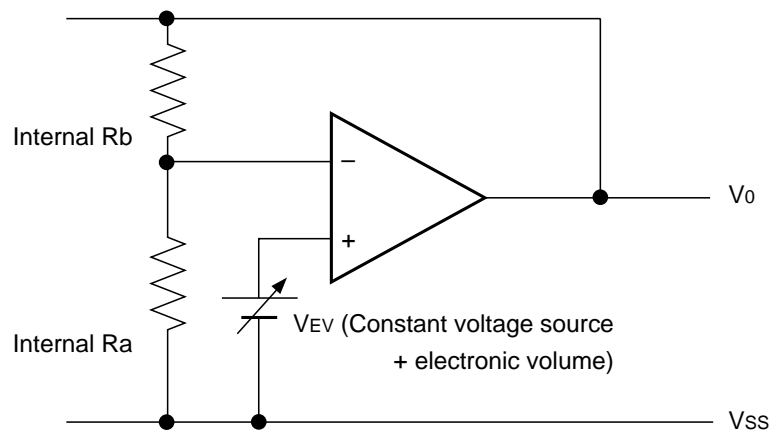 Internal Rb
−
V0
+
VEV (Constant voltage source
+ electronic volume)
Internal Ra
VSS